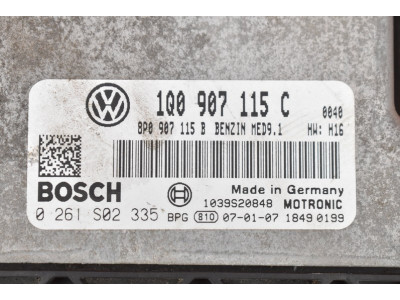 1Q0 907 115 C 0040
8P0 907 115 B BENZIN MED9.1 HW: H16
BOSCH
Made in Germany
1039S20848 MOTRONIC
0 261 S02 335 BPG 810 07-01-07 1849 0199